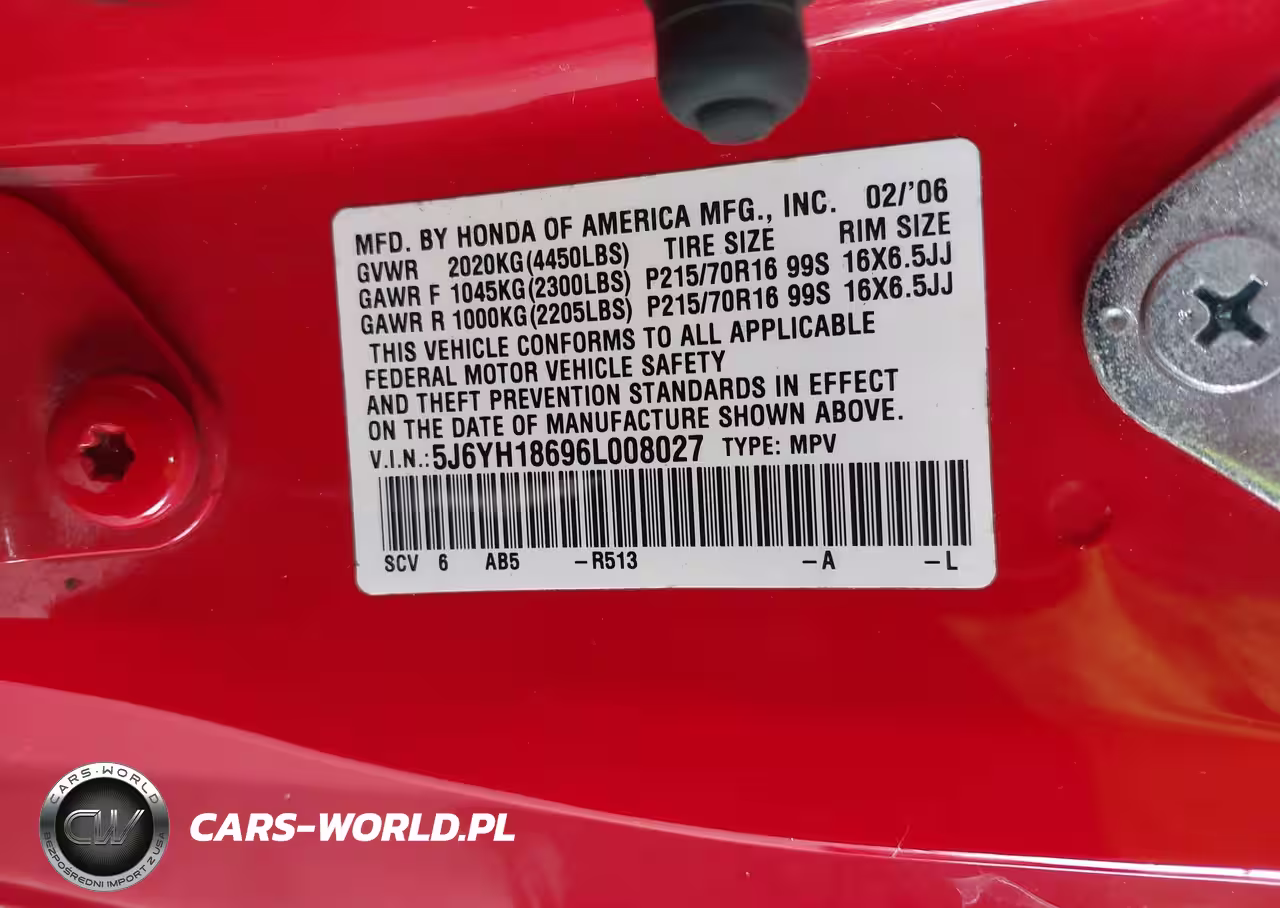 MFD. BY HONDA OF AMERICA MFG., INC. 02/'06
GVWR 2020KG(4450LBS) TIRE SIZE RIM SIZE
GAWR F 1045KG(2300LBS) P215/70R16 99S 16X6.5JJ
GAWR R 1000KG(2205LBS) P215/70R16 99S 16X6.5JJ
THIS VEHICLE CONFORMS TO ALL APPLICABLE
FEDERAL MOTOR VEHICLE SAFETY
AND THEFT PREVENTION STANDARDS IN EFFECT
ON THE DATE OF MANUFACTURE SHOWN ABOVE.
V.I.N.: 5J6YH18696L008027 TYPE: MPV
SCV 6 AB5 -R513 -A -L
CARS-WORLD
CW
BEZPOŚREDNI IMPORT Z USA
CARS-WORLD.PL